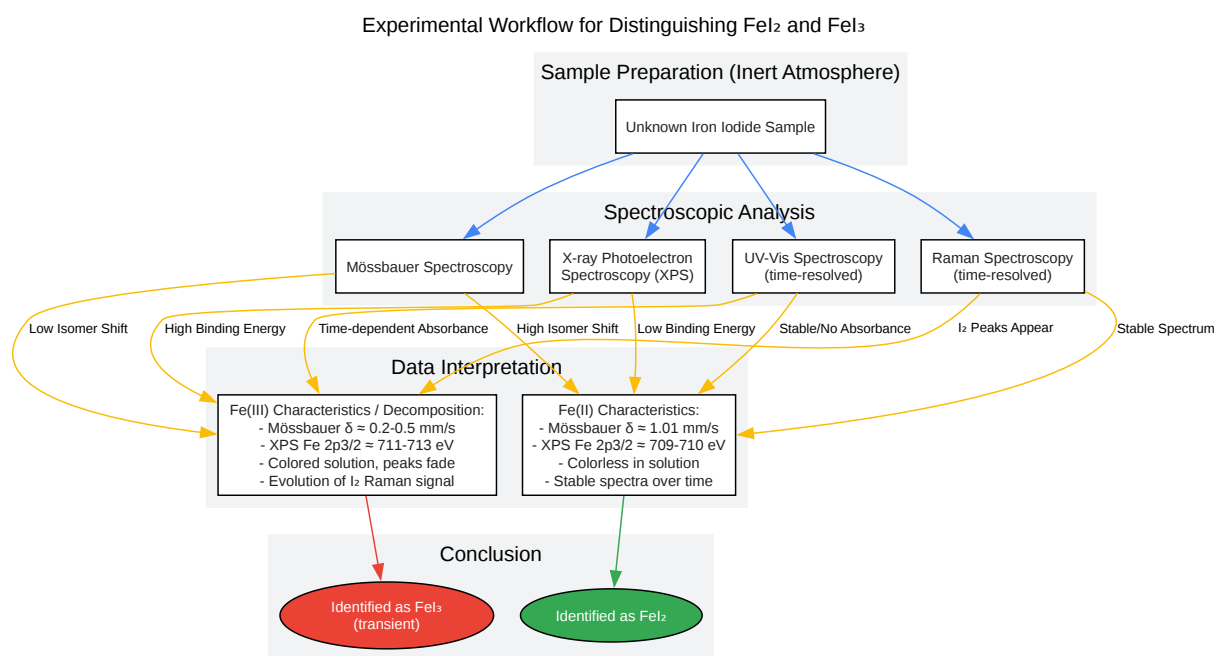 Experimental Workflow for Distinguishing FeI₂ and FeI₃
Sample Preparation (Inert Atmosphere)
Unknown Iron Iodide Sample
Spectroscopic Analysis
Mössbauer Spectroscopy
X-ray Photoelectron
Spectroscopy (XPS)
UV-Vis Spectroscopy
(time-resolved)
Raman Spectroscopy
(time-resolved)
Low Isomer Shift
High Binding Energy
Time-dependent Absorbance
High Isomer Shift
Low Binding Energy
Stable/No Absorbance
I₂ Peaks Appear
Stable Spectrum
Data Interpretation
Fe(III) Characteristics / Decomposition:
- Mössbauer δ ≈ 0.2-0.5 mm/s
- XPS Fe 2p3/2 ≈ 711-713 eV
- Colored solution, peaks fade
- Evolution of I₂ Raman signal
Fe(II) Characteristics:
- Mössbauer δ ≈ 1.01 mm/s
- XPS Fe 2p3/2 ≈ 709-710 eV
- Colorless in solution
- Stable spectra over time
Conclusion
Identified as FeI₃
(transient)
Identified as FeI₂